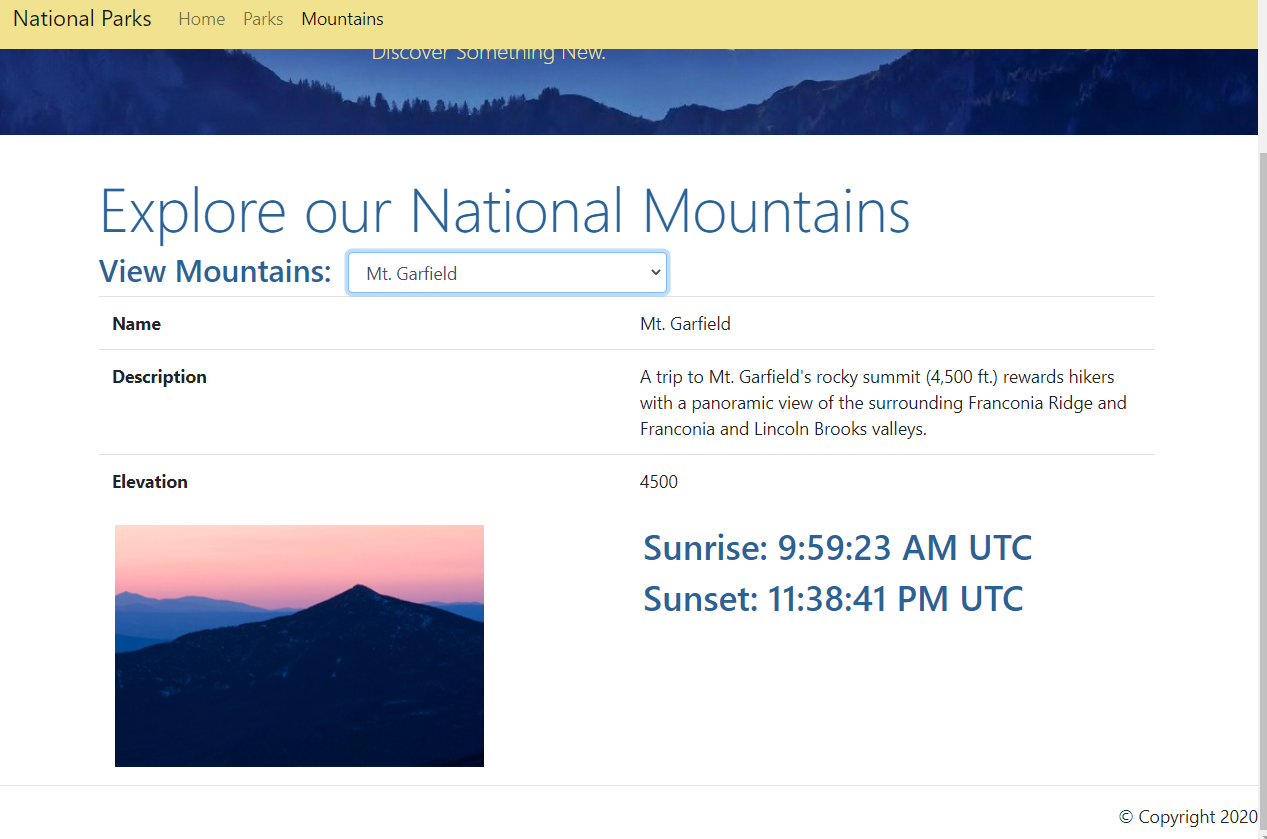 National Parks Home Parks Mountains
Discover Something New.
Explore our National Mountains
View Mountains: Mt. Garfield
Name Mt. Garfield
Description A trip to Mt. Garfield's rocky summit (4,500 ft.) rewards hikers
with a panoramic view of the surrounding Franconia Ridge and
Franconia and Lincoln Brooks valleys.
Elevation 4500
Sunrise: 9:59:23 AM UTC
Sunset: 11:38:41 PM UTC
© Copyright 2020